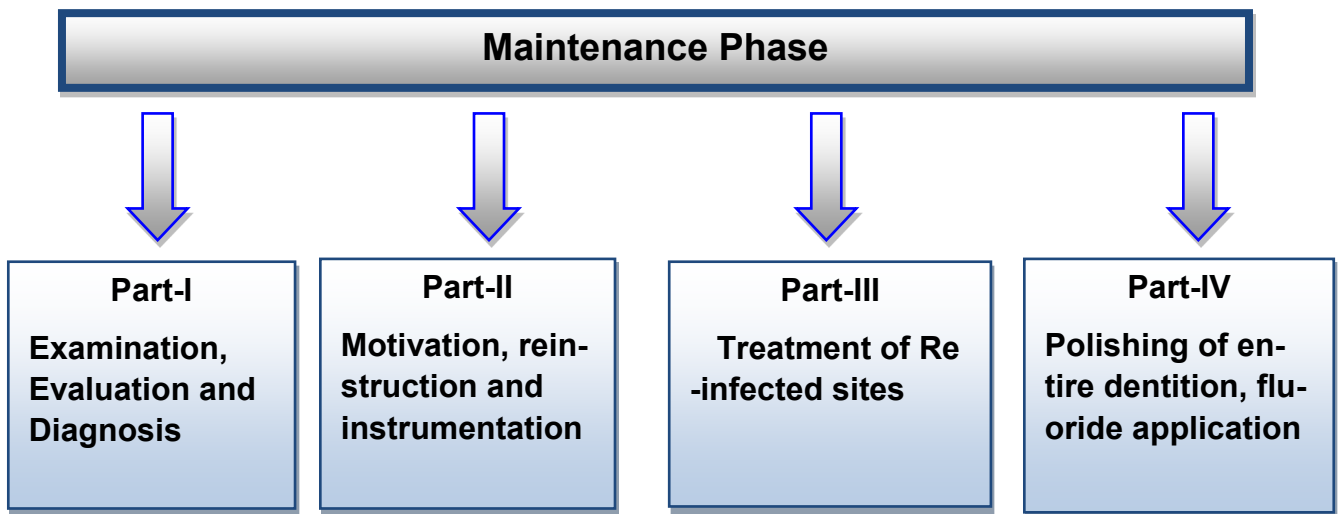 Maintenance Phase
Part-I
Examination,
Evaluation and
Diagnosis
Part-II
Motivation, rein-
struction and
instrumentation
Part-III
Treatment of Re
-infected sites
Part-IV
Polishing of en-
tire dentition, flu-
oride application